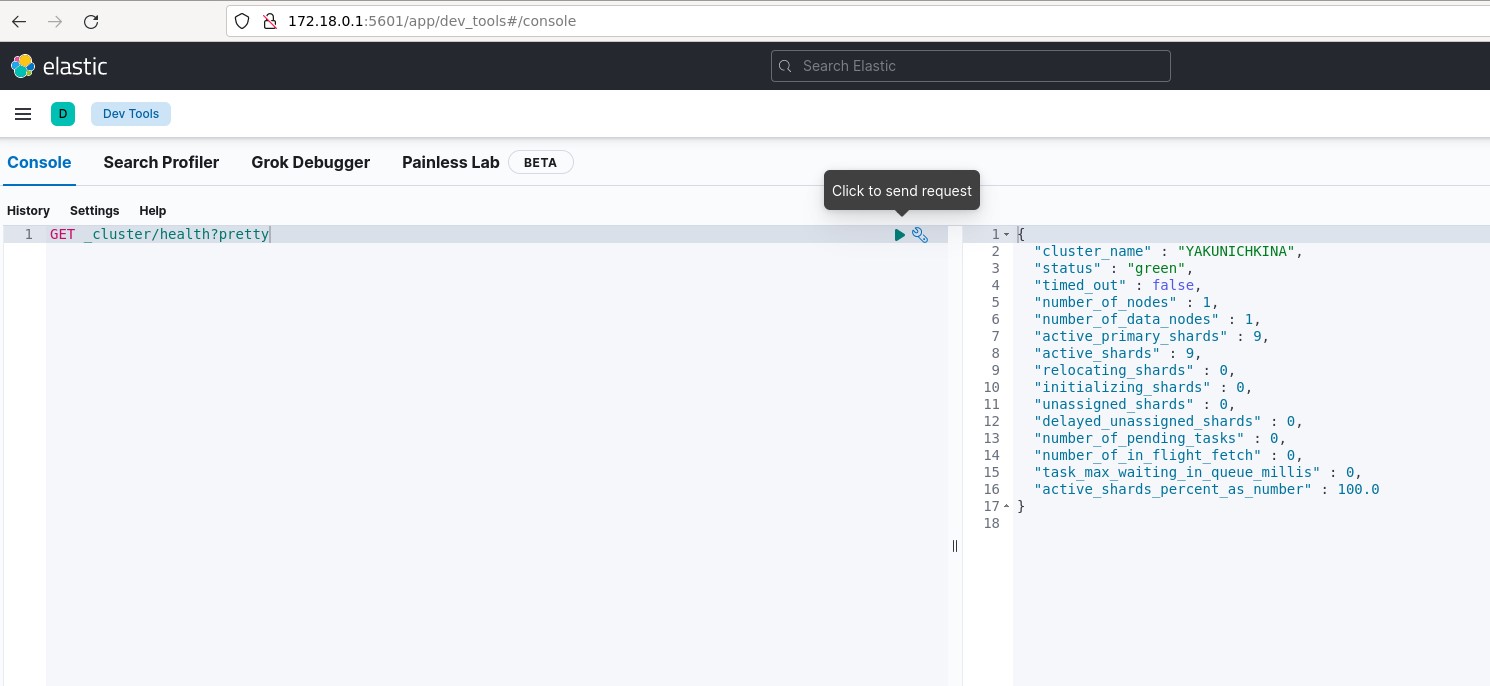 172.18.0.1:5601/app/dev_tools#/console
elastic
Search Elastic
D
Dev Tools
Console
Search Profiler
Grok Debugger
Painless Lab
BETA
Click to send request
History
Settings
Help
1 GET _cluster/health?pretty
1 {
2 "cluster_name" : "YAKUNICHKINA",
3 "status" : "green",
4 "timed_out" : false,
5 "number_of_nodes" : 1,
6 "number_of_data_nodes" : 1,
7 "active_primary_shards" : 9,
8 "active_shards" : 9,
9 "relocating_shards" : 0,
10 "initializing_shards" : 0,
11 "unassigned_shards" : 0,
12 "delayed_unassigned_shards" : 0,
13 "number_of_pending_tasks" : 0,
14 "number_of_in_flight_fetch" : 0,
15 "task_max_waiting_in_queue_millis" : 0,
16 "active_shards_percent_as_number" : 100.0
17 }
18